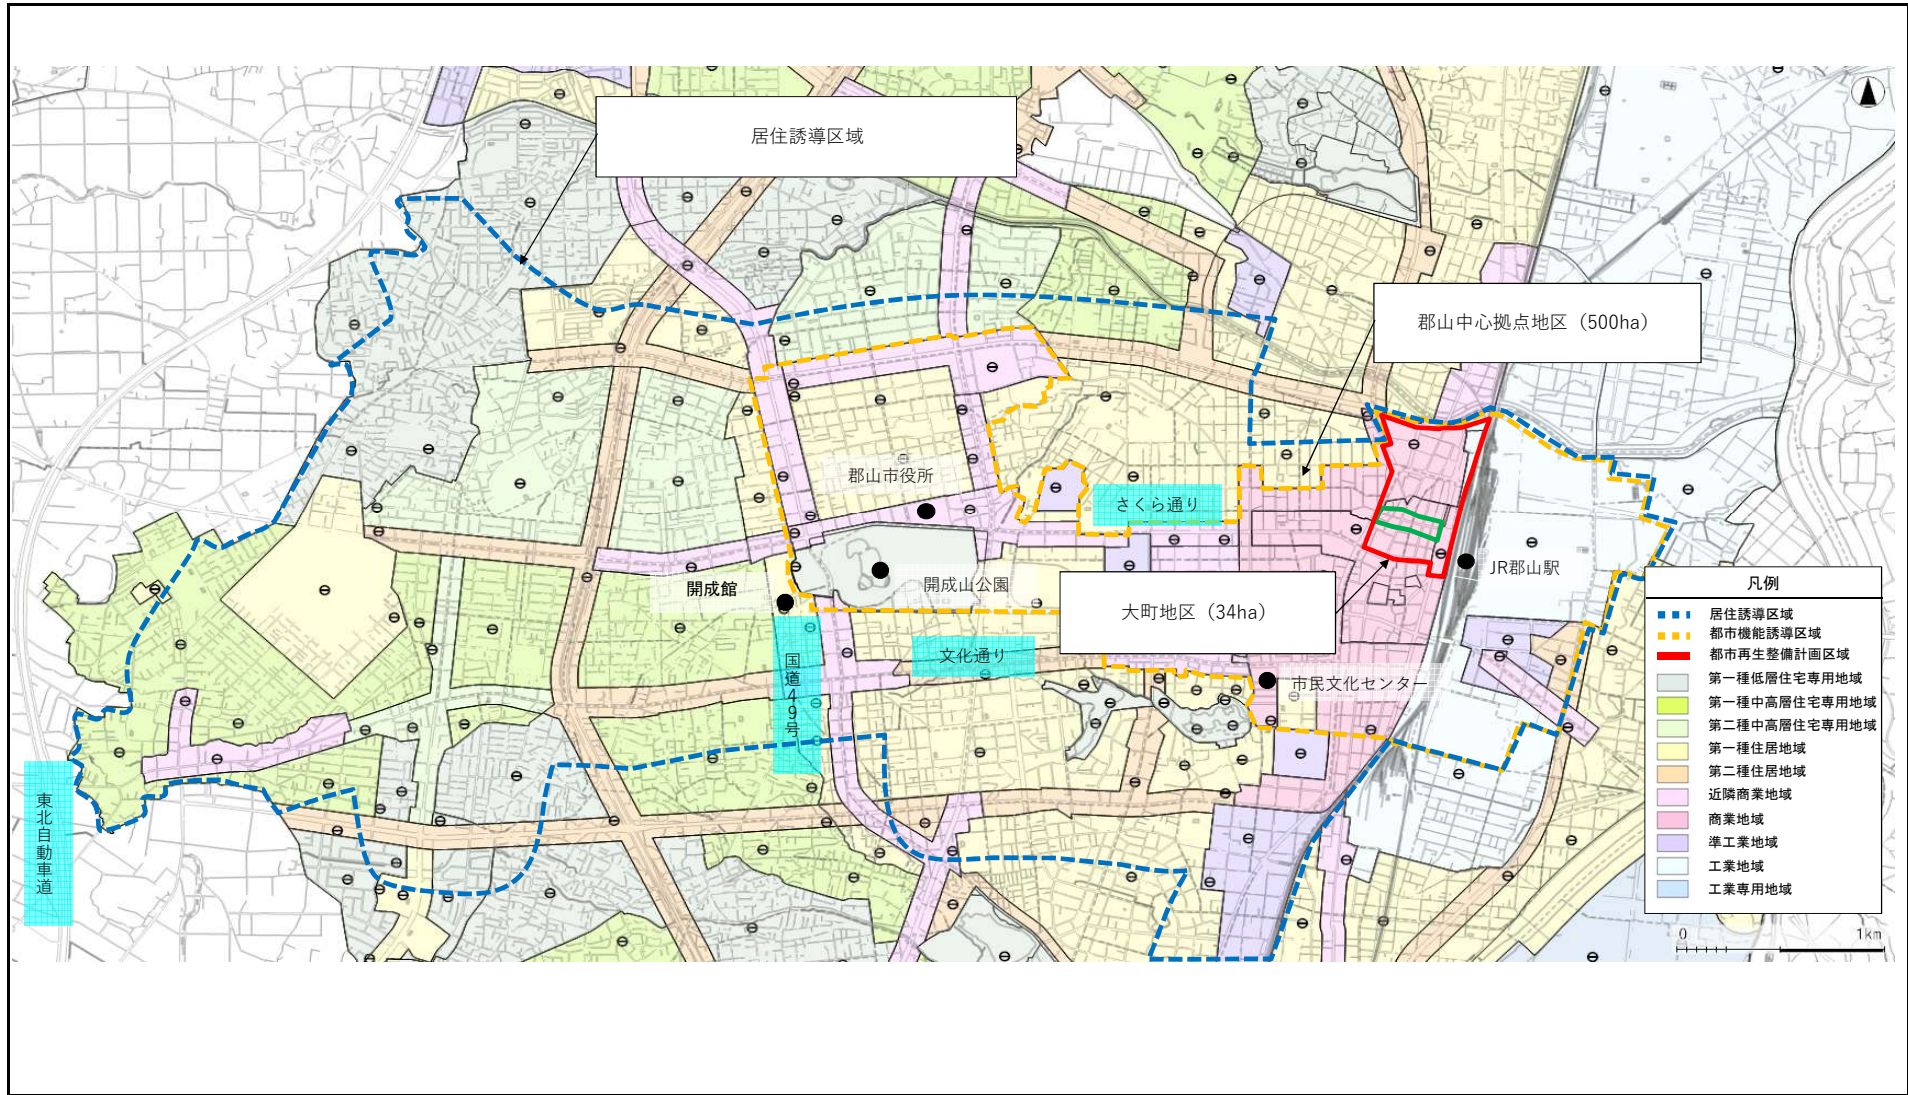 居住誘導区域
郡山中心拠点地区（500ha）
郡山市役所
さくら通り
開成館
開成山公園
JR郡山駅
大町地区（34ha）
文化通り
国道49号
市民文化センター
東北自動車道
凡例
居住誘導区域
都市機能誘導区域
都市再生整備計画区域
第一種低層住宅専用地域
第一種中高層住宅専用地域
第二種中高層住宅専用地域
第一種住居地域
第二種住居地域
近隣商業地域
商業地域
準工業地域
工業地域
工業専用地域
0 1km